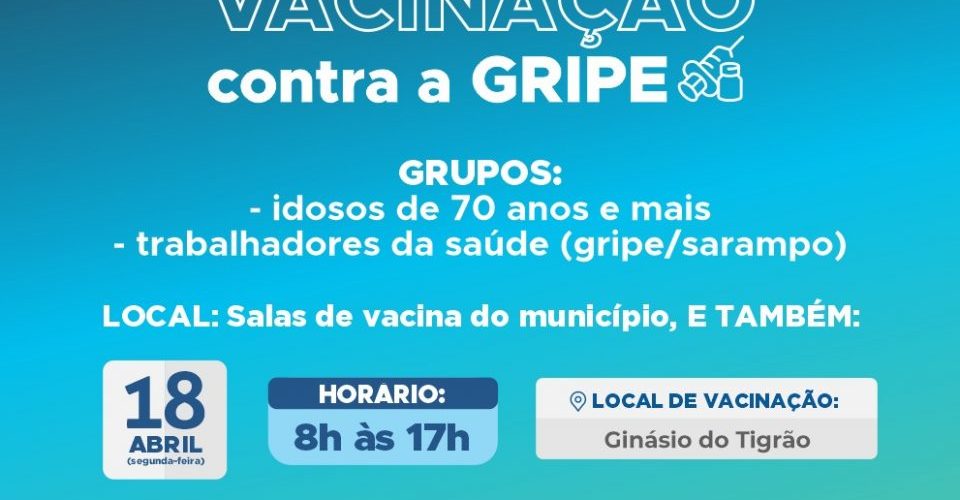 VACINAÇÃO
contra a GRIPE
GRUPOS:
- idosos de 70 anos e mais
- trabalhadores da saúde (gripe/sarampo)
LOCAL: Salas de vacina do município, E TAMBÉM:
18
ABRIL
(segunda-feira)
HORARIO:
8h às 17h
LOCAL DE VACINAÇÃO:
Ginásio do Tigrão